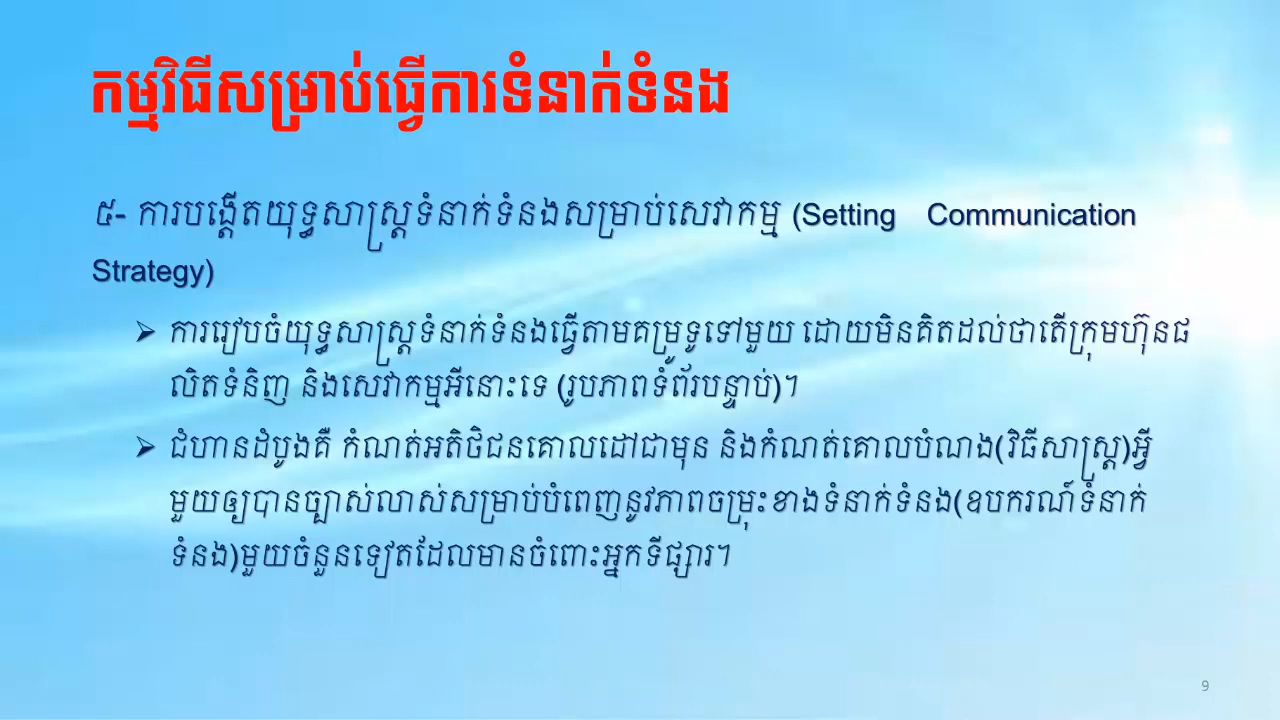 កម្មវិធីសម្រាប់ធ្វើការទំនាក់ទំនង
៥- ការបង្កើតយុទ្ធសាស្រ្តទំនាក់ទំនងសម្រាប់សេវាកម្ម (Setting Communication
Strategy)
➢ ការរៀបចំយុទ្ធសាស្រ្តទំនាក់ទំនងធ្វើតាមគម្រូទូទៅមួយ ដោយមិនគិតដល់ថាតើក្រុមហ៊ុនផ
លិតទំនិញ និងសេវាកម្មអីនោះទេ (រូបភាពទំព័របន្ទាប់)។
➢ ជំហានដំបូងគឺ កំណត់អតិថិជនគោលដៅជាមុន និងកំណត់គោលបំណង(វិធីសាស្រ្ត)អ្វី
មួយឲ្យបានច្បាស់លាស់សម្រាប់បំពេញនូវភាពចម្រុះខាងទំនាក់ទំនង(ឧបករណ៍ទំនាក់
ទំនង)មួយចំនួនទៀតដែលមានចំពោះអ្នកទីផ្សារ។
9